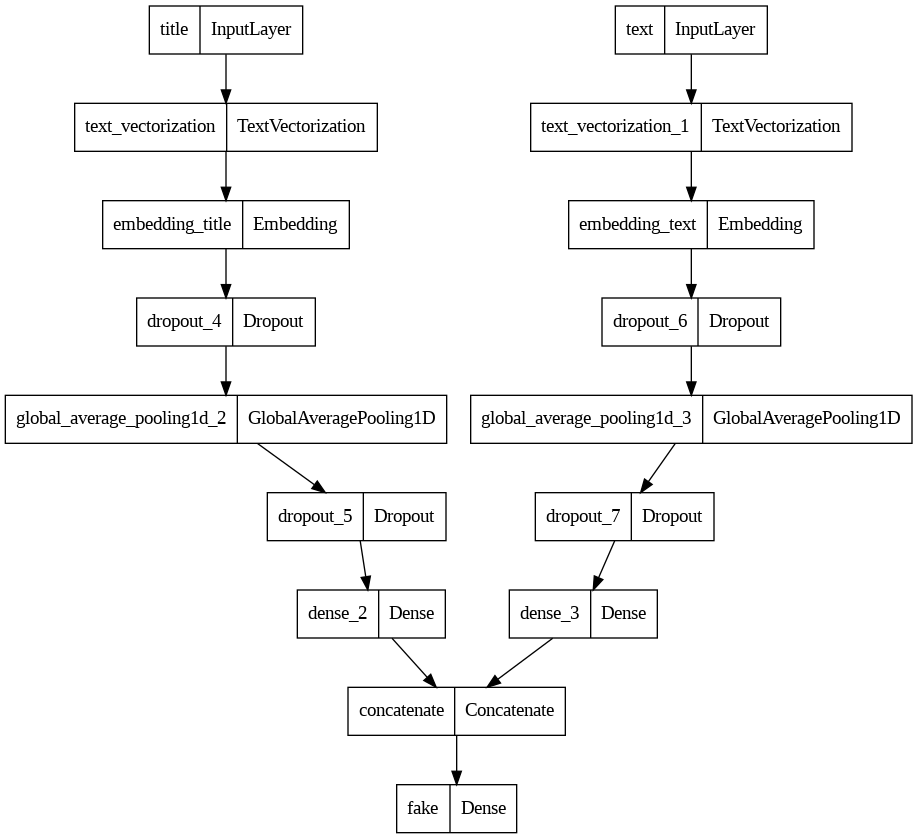 title InputLayer
text InputLayer
text_vectorization TextVectorization
text_vectorization_1 TextVectorization
embedding_title Embedding
embedding_text Embedding
dropout_4 Dropout
dropout_6 Dropout
global_average_pooling1d_2 GlobalAveragePooling1D
global_average_pooling1d_3 GlobalAveragePooling1D
dropout_5 Dropout
dropout_7 Dropout
dense_2 Dense
dense_3 Dense
concatenate Concatenate
fake Dense